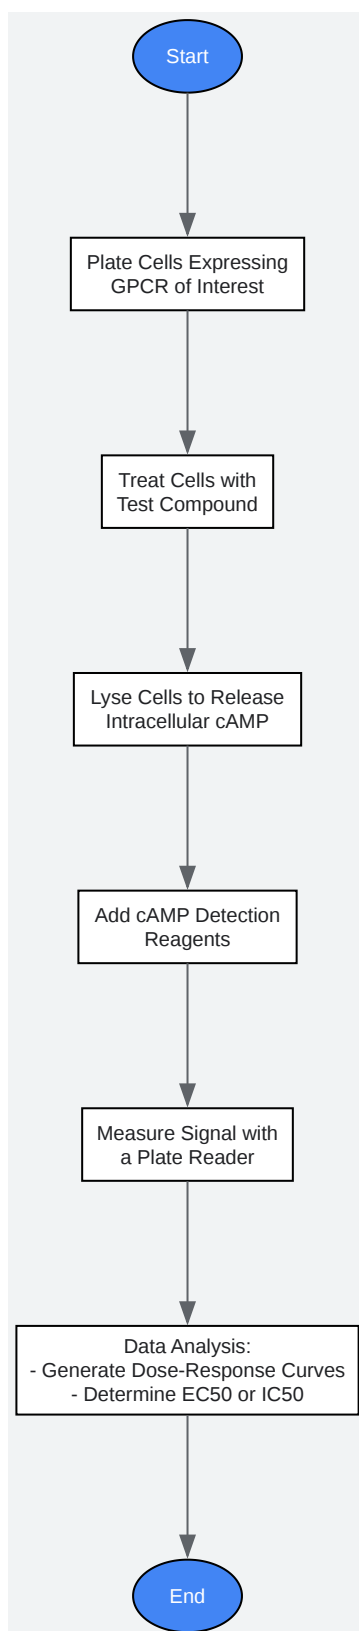 Start
Plate Cells Expressing
GPCR of Interest
Treat Cells with
Test Compound
Lyse Cells to Release
Intracellular cAMP
Add cAMP Detection
Reagents
Measure Signal with
a Plate Reader
Data Analysis:
- Generate Dose-Response Curves
- Determine EC50 or IC50
End